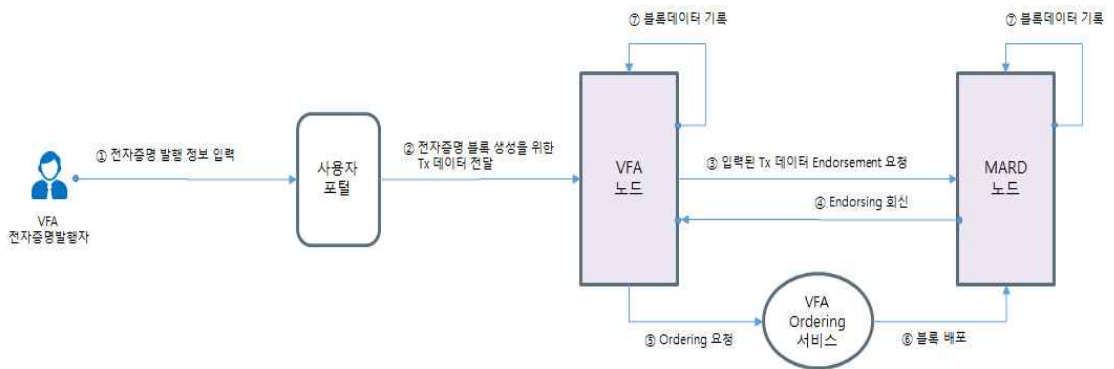 ⑦ 블록데이터 기록
⑦ 블록데이터 기록
① 전자증명 발행 정보 입력
② 전자증명 블록 생성을 위한
Tx 데이터 전달
사용자
포털
VFA
노드
③ 입력된 Tx 데이터 Endorsement 요청
MARD
노드
④ Endorsing 회신
VFA
전자증명발행자
VFA
Ordering
서비스
⑤ Ordering 요청
⑥ 블록 배포